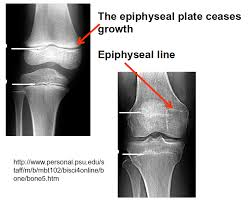 The epiphyseal plate ceases
growth
Epiphyseal line
http://www.personal.psu.edu/s
taff/m/b/mbt102/bisci4online/b
one/bone5.htm